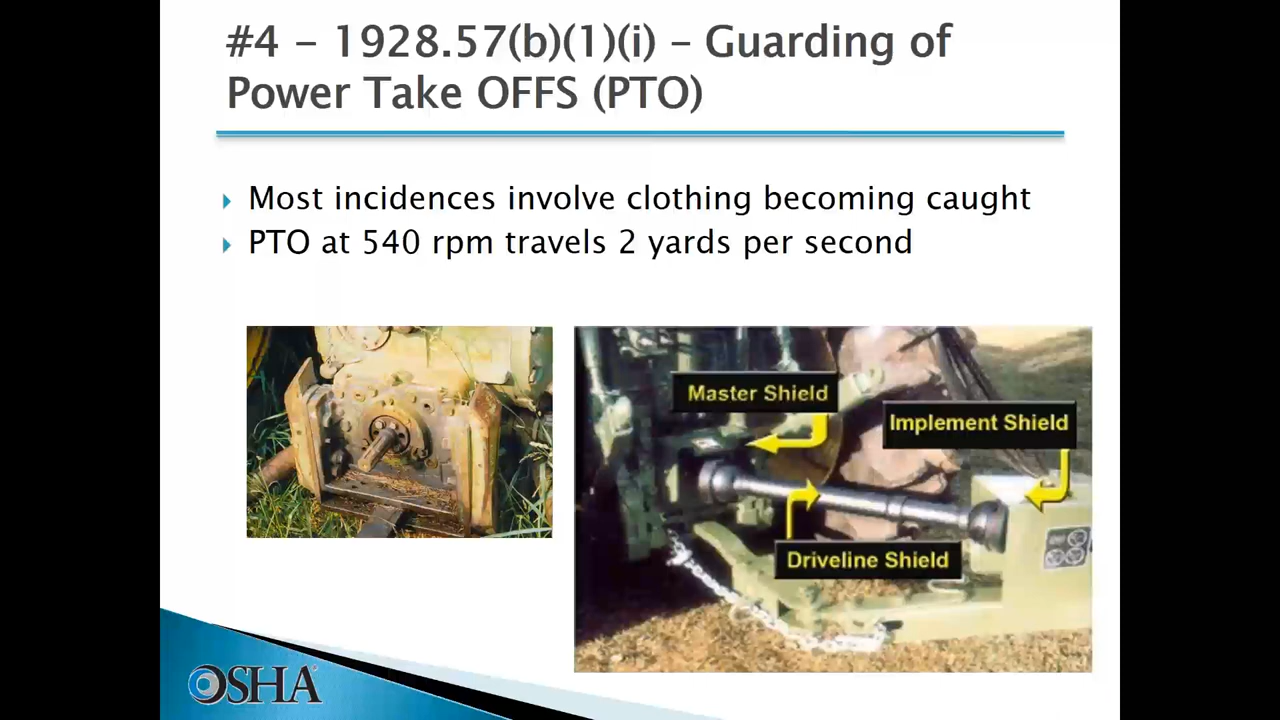 #4 – 1928.57(b)(1)(i) – Guarding of
Power Take OFFS (PTO)
Most incidences involve clothing becoming caught
PTO at 540 rpm travels 2 yards per second
Master Shield
Implement Shield
Driveline Shield
OSHA